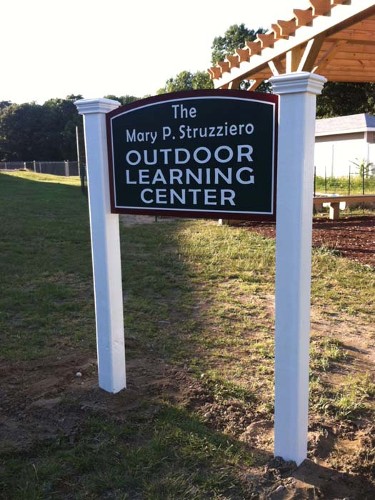 The
Mary P. Struzziero
OUTDOOR
LEARNING
CENTER